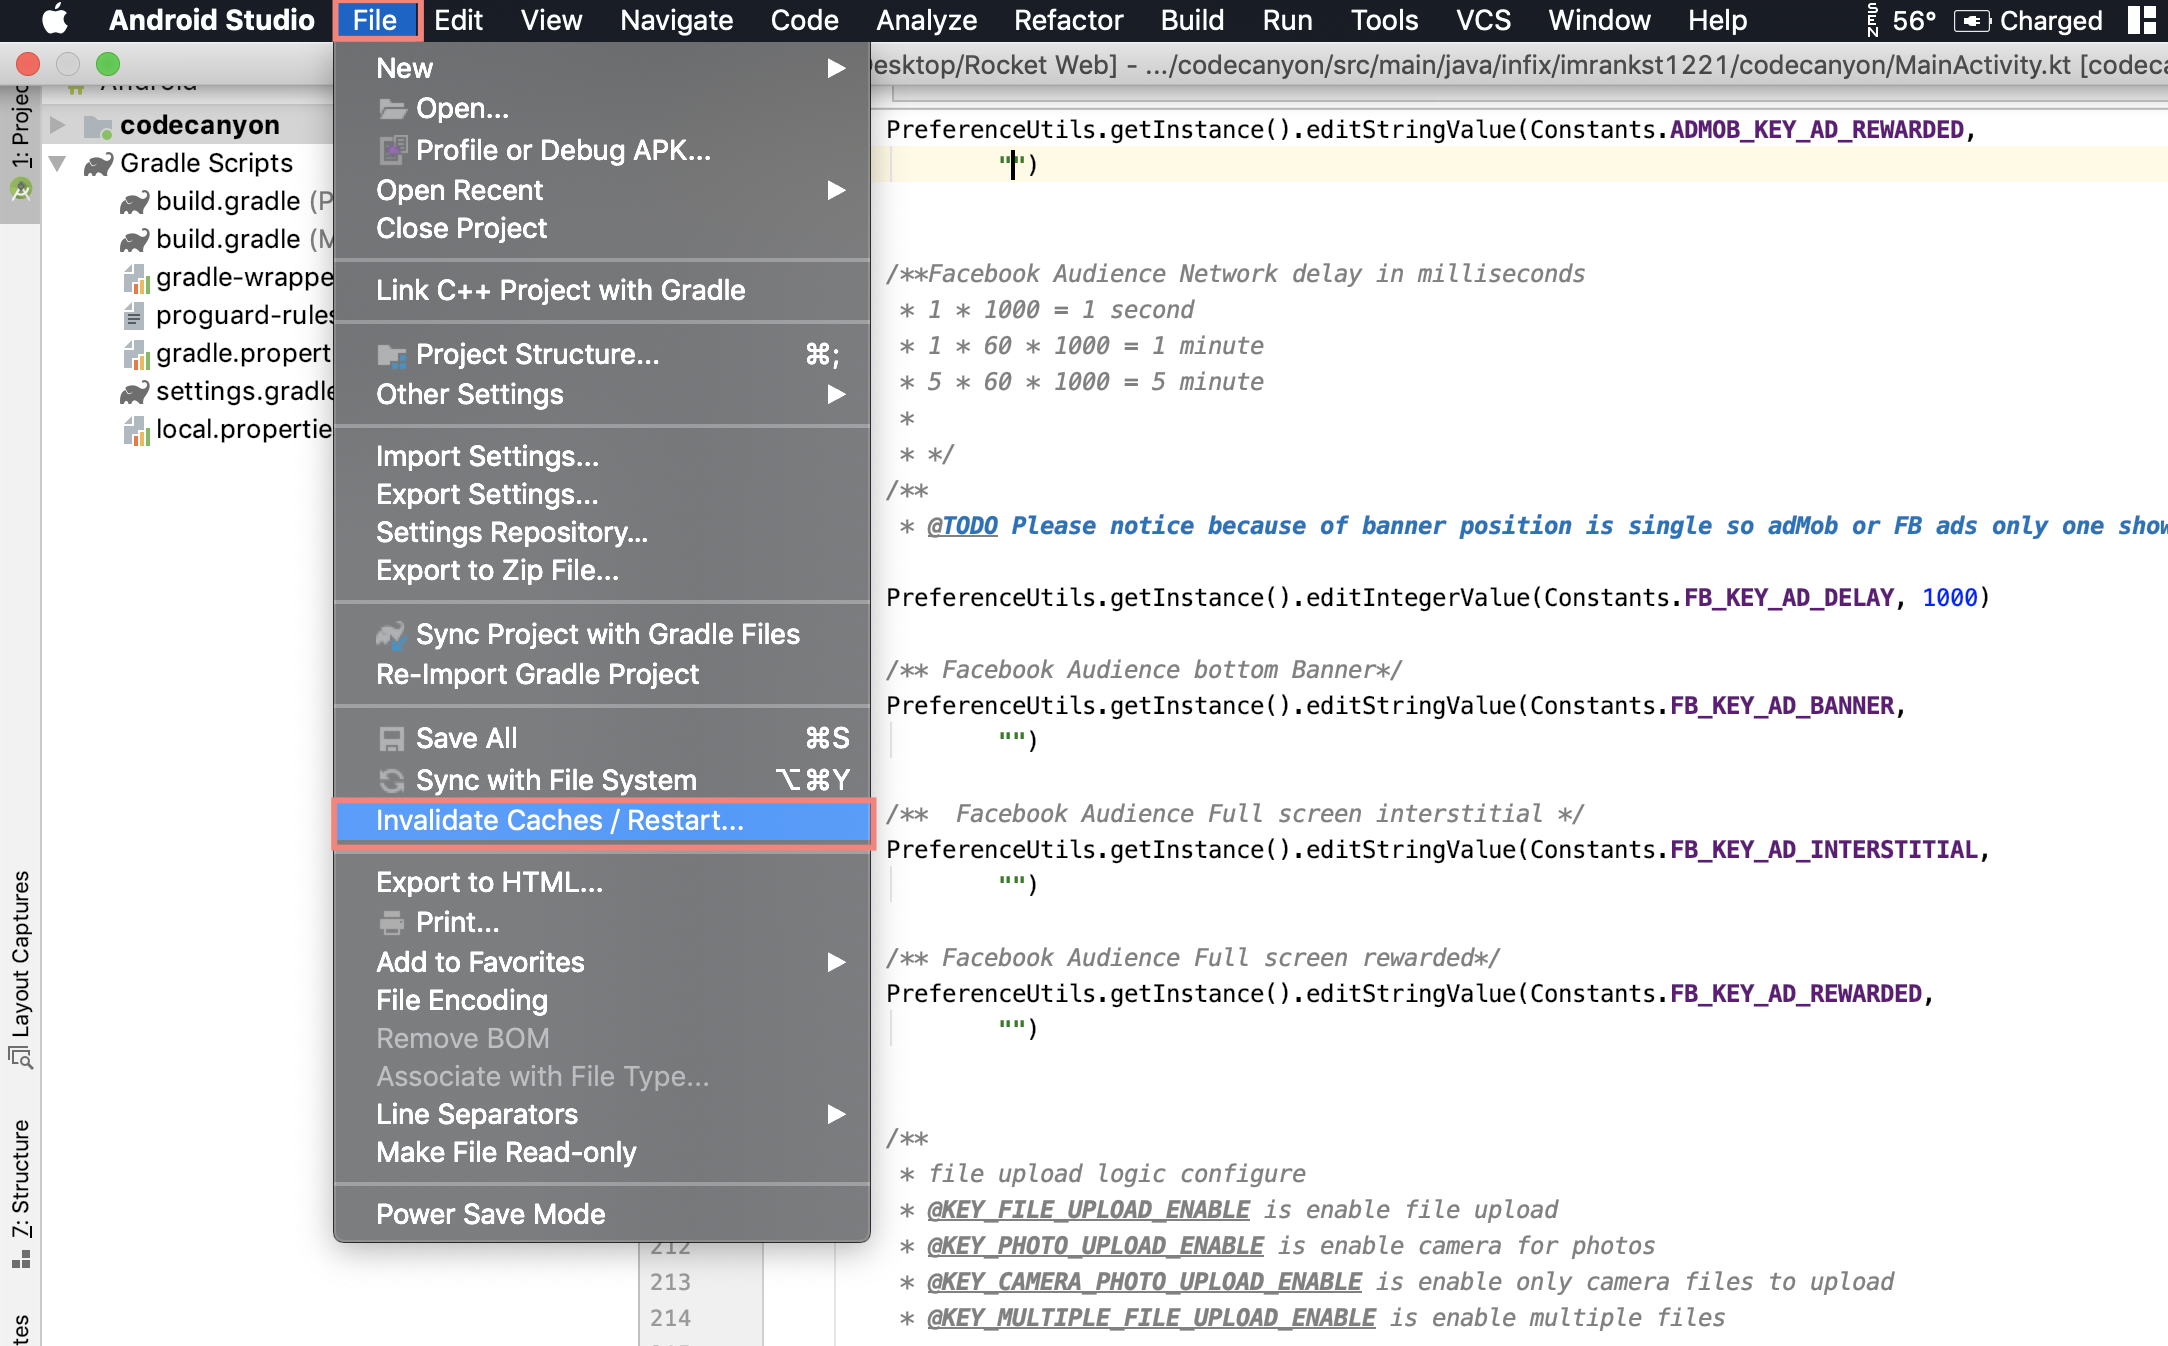 Android Studio File Edit View Navigate Code Analyze Refactor Build Run Tools VCS Window Help SEN 56° Charged
esktop/Rocket Web] - .../codecanyon/src/main/java/infix/imrankst1221/codecanyon/MainActivity.kt [codeca
1: Projec
Android
codecanyon
Gradle Scripts
build.gradle (P
build.gradle (M
gradle-wrappe
proguard-rules
gradle.propert
settings.gradle
local.propertie
Layout Captures
Z: Structure
tes
New
Open...
Profile or Debug APK...
Open Recent
Close Project
Link C++ Project with Gradle
Project Structure... ⌘;
Other Settings
Import Settings...
Export Settings...
Settings Repository...
Export to Zip File...
Sync Project with Gradle Files
Re-Import Gradle Project
Save All ⌘S
Sync with File System ⌥⌘Y
Invalidate Caches / Restart...
Export to HTML...
Print...
Add to Favorites
File Encoding
Remove BOM
Associate with File Type...
Line Separators
Make File Read-only
Power Save Mode
212
213
214
PreferenceUtils.getInstance().editStringValue(Constants.ADMOB_KEY_AD_REWARDED,
"")
/**Facebook Audience Network delay in milliseconds
* 1 * 1000 = 1 second
* 1 * 60 * 1000 = 1 minute
* 5 * 60 * 1000 = 5 minute
*
* */
/**
* @TODO Please notice because of banner position is single so adMob or FB ads only one show
PreferenceUtils.getInstance().editIntegerValue(Constants.FB_KEY_AD_DELAY, 1000)
/** Facebook Audience bottom Banner*/
PreferenceUtils.getInstance().editStringValue(Constants.FB_KEY_AD_BANNER,
"")
/**  Facebook Audience Full screen interstitial */
PreferenceUtils.getInstance().editStringValue(Constants.FB_KEY_AD_INTERSTITIAL,
"")
/** Facebook Audience Full screen rewarded*/
PreferenceUtils.getInstance().editStringValue(Constants.FB_KEY_AD_REWARDED,
"")
/**
* file upload logic configure
* @KEY_FILE_UPLOAD_ENABLE is enable file upload
* @KEY_PHOTO_UPLOAD_ENABLE is enable camera for photos
* @KEY_CAMERA_PHOTO_UPLOAD_ENABLE is enable only camera files to upload
* @KEY_MULTIPLE_FILE_UPLOAD_ENABLE is enable multiple files